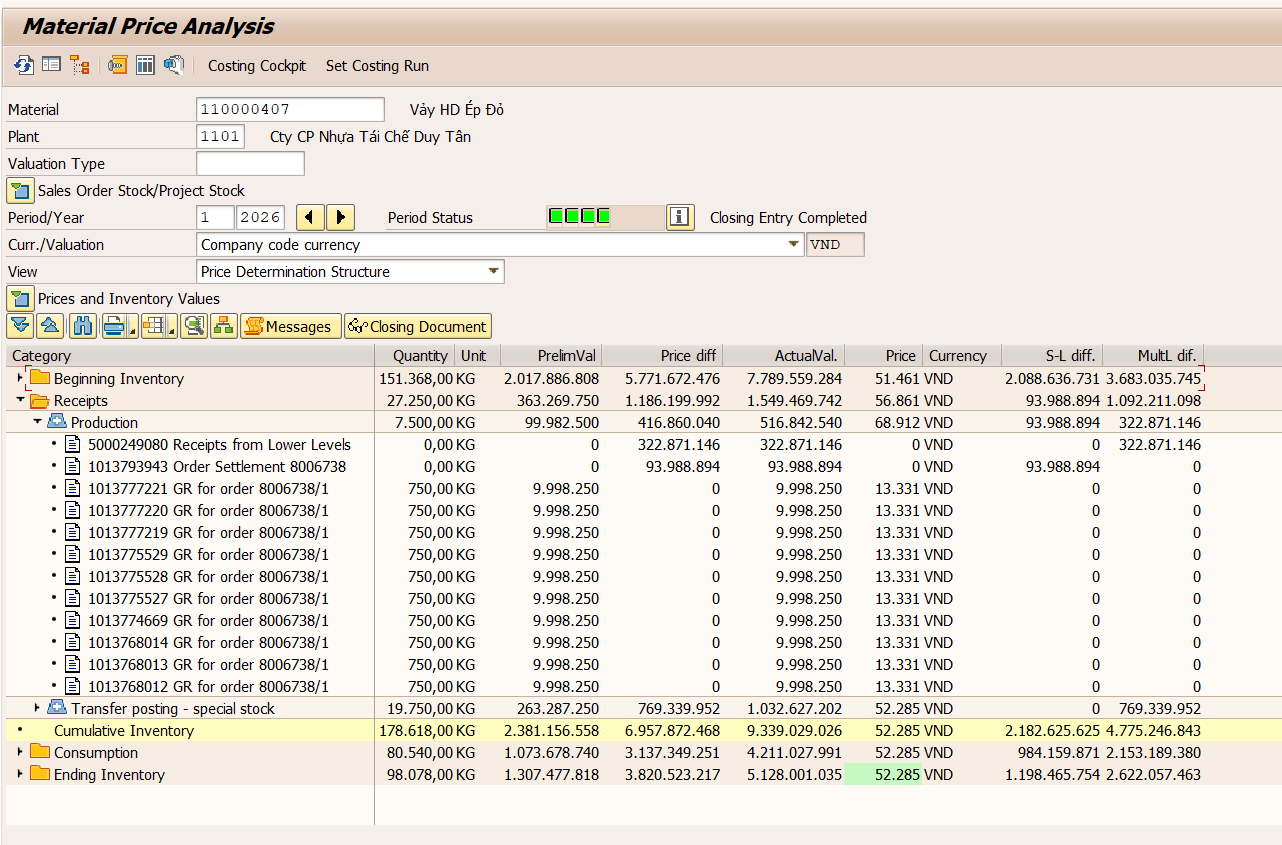 Material Price Analysis
Costing Cockpit Set Costing Run
Material 110000407 Vảy HD Ép Đỏ
Plant 1101 Cty CP Nhựa Tái Chế Duy Tân
Valuation Type
Sales Order Stock/Project Stock
Period/Year 1 2026 Period Status Closing Entry Completed
Curr./Valuation Company code currency VND
View Price Determination Structure
Prices and Inventory Values
Messages Closing Document
Category Quantity Unit PrelimVal Price diff ActualVal. Price Currency S-L diff. MultL dif.
Beginning Inventory 151.368,00 KG 2.017.886.808 5.771.672.476 7.789.559.284 51.461 VND 2.088.636.731 3.683.035.745
Receipts 27.250,00 KG 363.269.750 1.186.199.992 1.549.469.742 56.861 VND 93.988.894 1.092.211.098
Production 7.500,00 KG 99.982.500 416.860.040 516.842.540 68.912 VND 93.988.894 322.871.146
5000249080 Receipts from Lower Levels 0,00 KG 0 322.871.146 322.871.146 0 VND 0 322.871.146
1013793943 Order Settlement 8006738 0,00 KG 0 93.988.894 93.988.894 0 VND 93.988.894 0
1013777221 GR for order 8006738/1 750,00 KG 9.998.250 0 9.998.250 13.331 VND 0 0
1013777220 GR for order 8006738/1 750,00 KG 9.998.250 0 9.998.250 13.331 VND 0 0
1013777219 GR for order 8006738/1 750,00 KG 9.998.250 0 9.998.250 13.331 VND 0 0
1013775529 GR for order 8006738/1 750,00 KG 9.998.250 0 9.998.250 13.331 VND 0 0
1013775528 GR for order 8006738/1 750,00 KG 9.998.250 0 9.998.250 13.331 VND 0 0
1013775527 GR for order 8006738/1 750,00 KG 9.998.250 0 9.998.250 13.331 VND 0 0
1013774669 GR for order 8006738/1 750,00 KG 9.998.250 0 9.998.250 13.331 VND 0 0
1013768014 GR for order 8006738/1 750,00 KG 9.998.250 0 9.998.250 13.331 VND 0 0
1013768013 GR for order 8006738/1 750,00 KG 9.998.250 0 9.998.250 13.331 VND 0 0
1013768012 GR for order 8006738/1 750,00 KG 9.998.250 0 9.998.250 13.331 VND 0 0
Transfer posting - special stock 19.750,00 KG 263.287.250 769.339.952 1.032.627.202 52.285 VND 0 769.339.952
Cumulative Inventory 178.618,00 KG 2.381.156.558 6.957.872.468 9.339.029.026 52.285 VND 2.182.625.625 4.775.246.843
Consumption 80.540,00 KG 1.073.678.740 3.137.349.251 4.211.027.991 52.285 VND 984.159.871 2.153.189.380
Ending Inventory 98.078,00 KG 1.307.477.818 3.820.523.217 5.128.001.035 52.285 VND 1.198.465.754 2.622.057.463